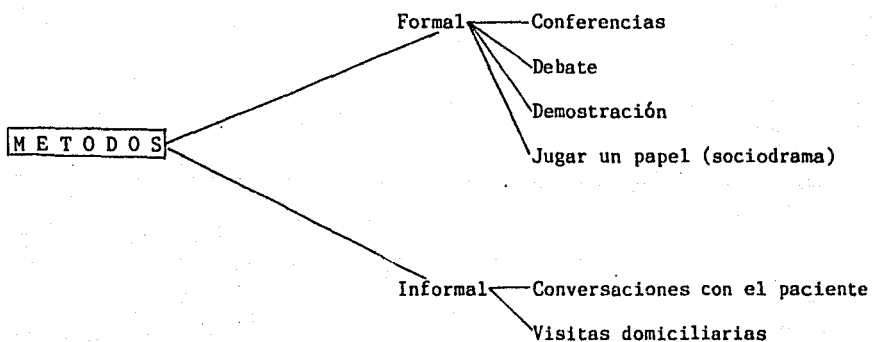 Formal
Conferencias
Debate
Demostración
M E T O D O S
Jugar un papel (sociodrama)
Informal
Conversaciones con el paciente
Visitas domiciliarias